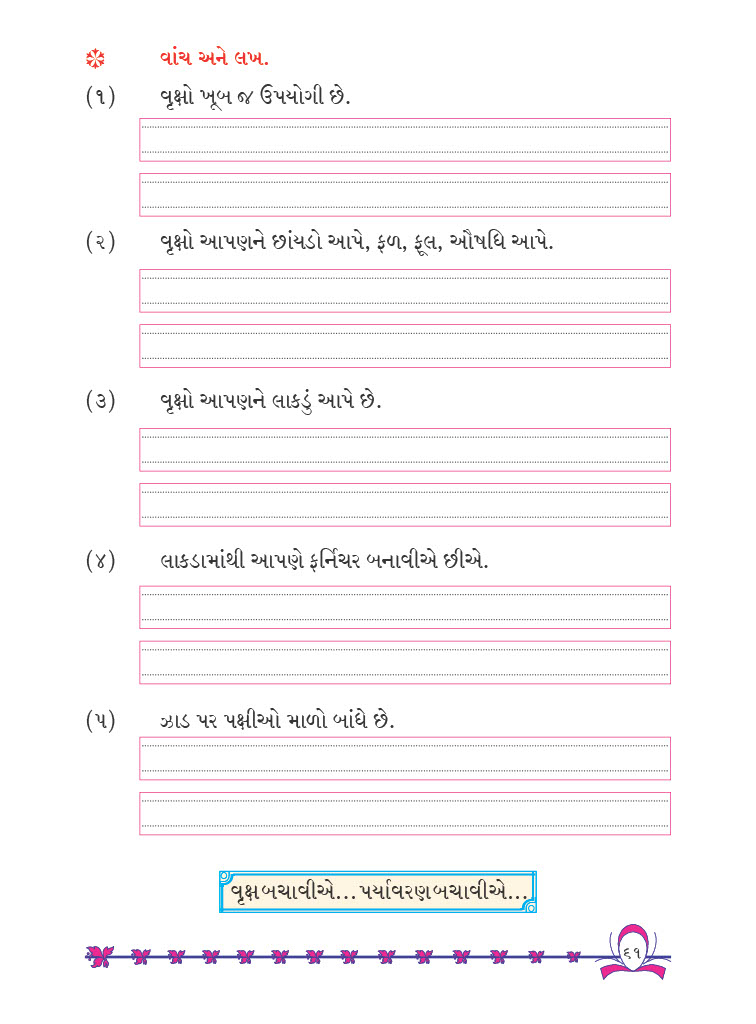 વાંચ અને લખ.
(૧) વૃક્ષો ખૂબ જ ઉપયોગી છે.
(૨) વૃક્ષો આપણને છાંયડો આપે, ફળ, ફૂલ, ઔષધિ આપે.
(૩) વૃક્ષો આપણને લાકડું આપે છે.
(૪) લાકડામાંથી આપણે ફર્નિચર બનાવીએ છીએ.
(૫) ઝાડ પર પક્ષીઓ માળો બાંધે છે.
વૃક્ષ બચાવીએ... પર્યાવરણ બચાવીએ...
૬૧